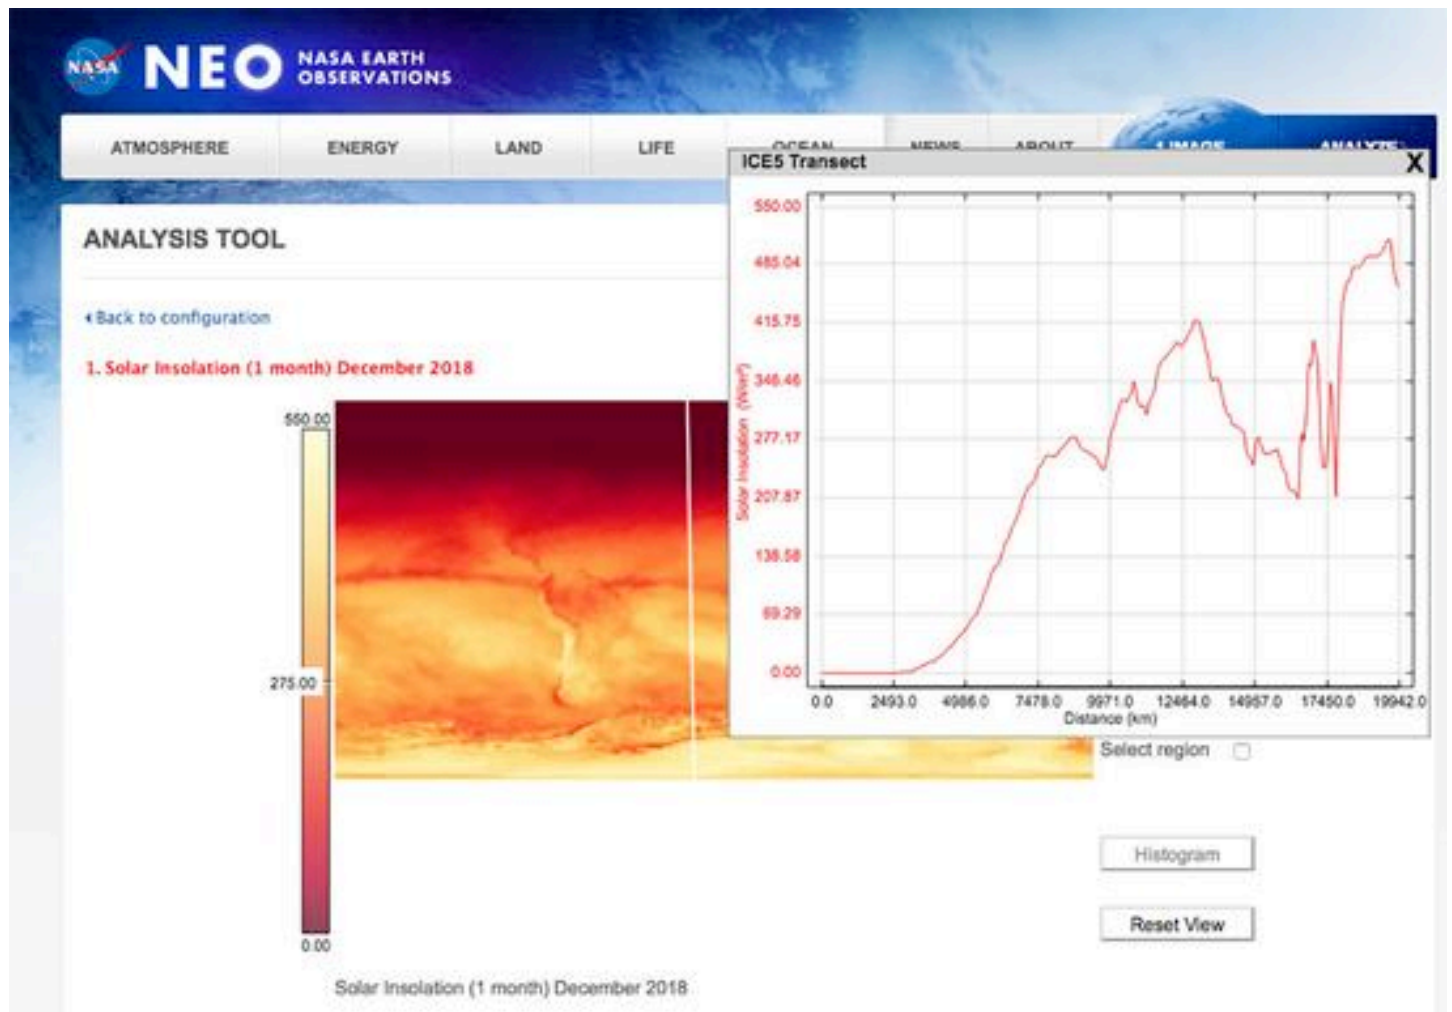 NASA
NEO
NASA EARTH
OBSERVATIONS
ATMOSPHERE
ENERGY
LAND
LIFE
OCEAN
NEWS
ABOUT
ANALYZE
ICE5 Transect
X
ANALYSIS TOOL
Back to configuration
1. Solar Insolation (1 month) December 2018
550.00
275.00
0.00
550.00
485.04
415.75
346.46
277.17
207.87
138.58
69.29
0.00
Solar Insolation (W/m²)
0.0 2493.0 4986.0 7478.0 9971.0 12464.0 14957.0 17450.0 19942.0
Distance (km)
Select region
Histogram
Reset View
Solar Insolation (1 month) December 2018